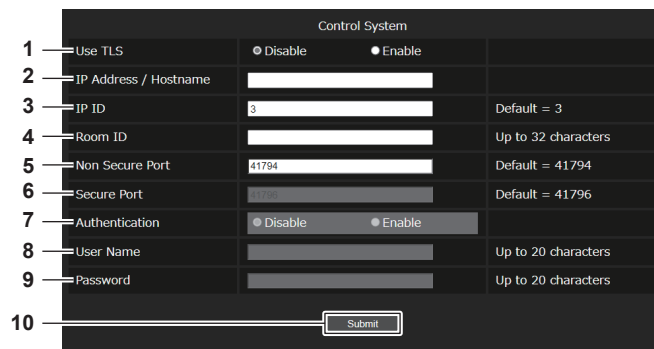 Control System
1 Use TLS Disable Enable
2 IP Address / Hostname
3 IP ID 3 Default = 3
4 Room ID Up to 32 characters
5 Non Secure Port 41794 Default = 41794
6 Secure Port 41796 Default = 41796
7 Authentication Disable Enable
8 User Name Up to 20 characters
9 Password Up to 20 characters
10 Submit